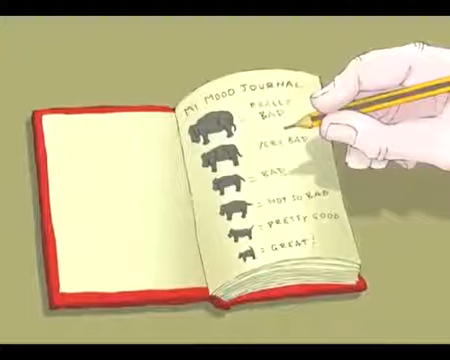 MY MOOD JOURNAL
= REALLY
BAD
VERY BAD
= BAD
= NOT SO BAD
= PRETTY GOOD
= GREAT!